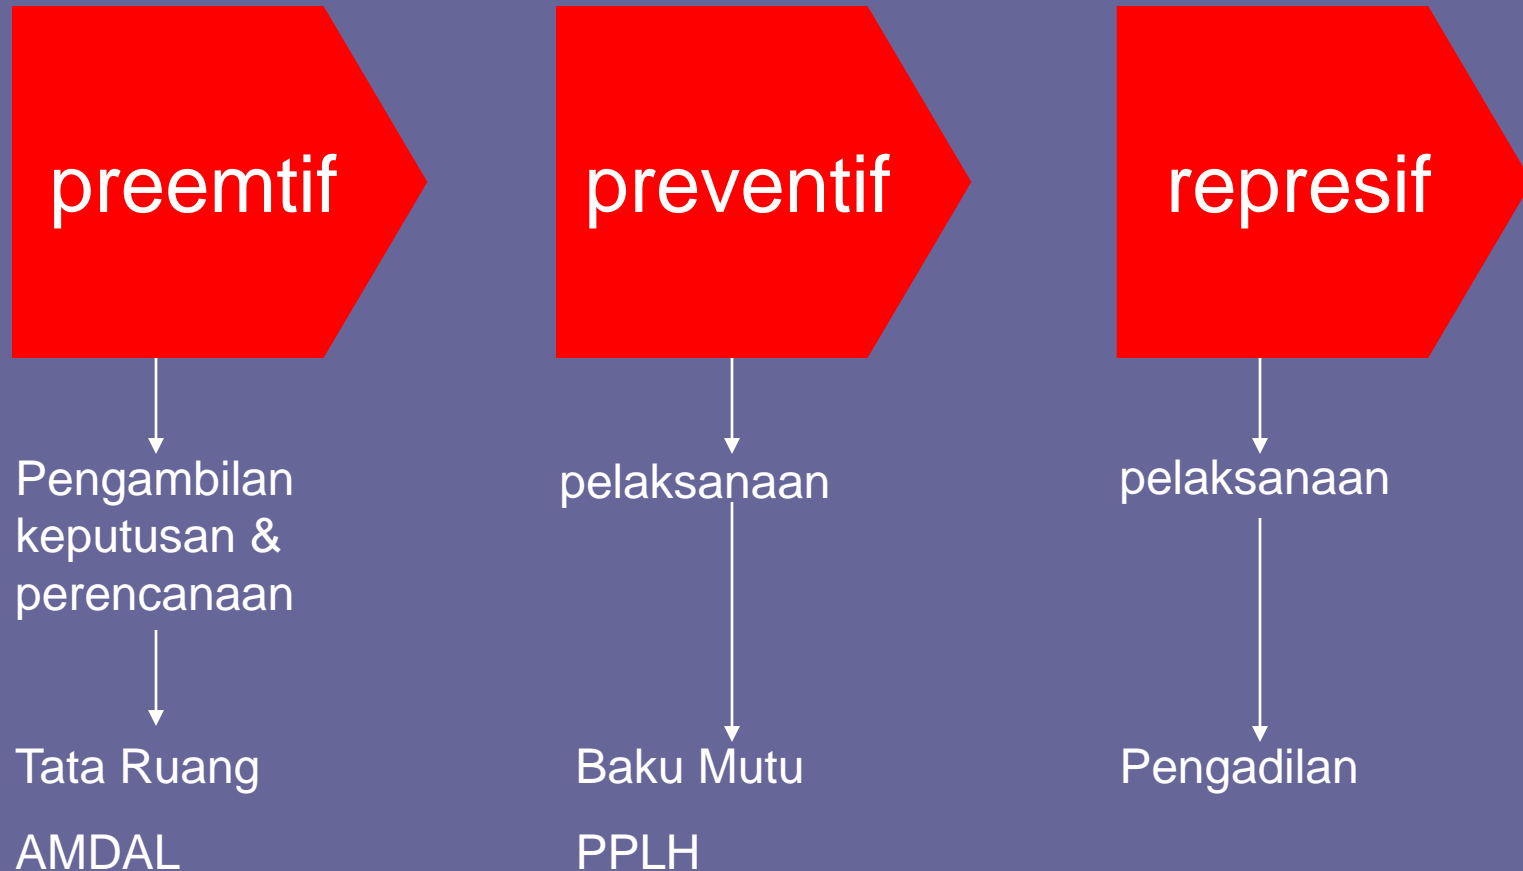 preemtif
preventif
represif
Pengambilan
keputusan &
perencanaan
pelaksanaan
pelaksanaan
Tata Ruang
AMDAL
Baku Mutu
PPLH
Pengadilan